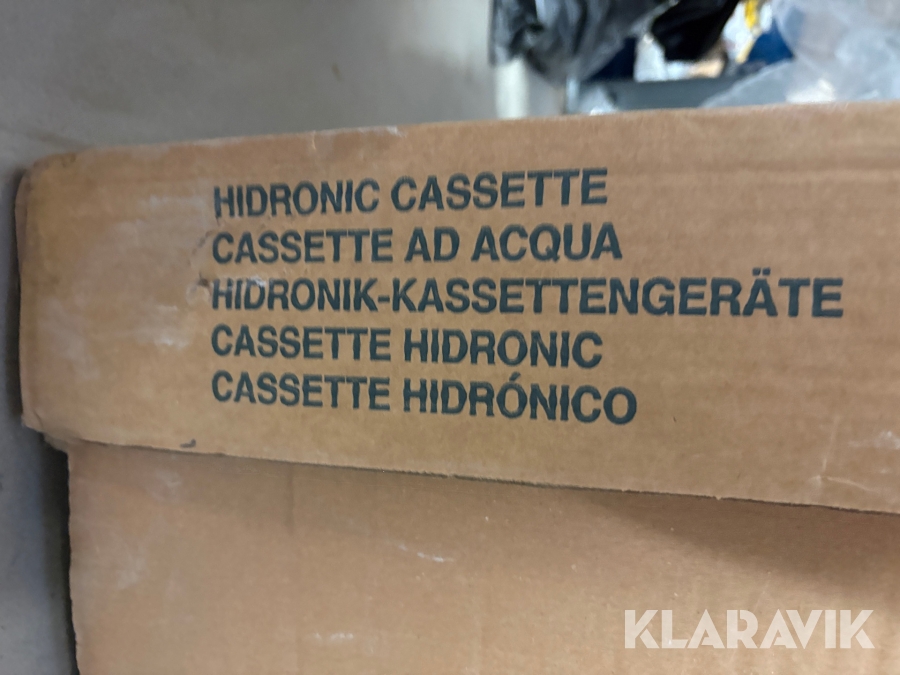 HIDRONIC CASSETTE
CASSETTE AD ACQUA
HIDRONIK-KASSETTENGERÄTE
CASSETTE HIDRONIC
CASSETTE HIDRÓNICO
KLARAVIK